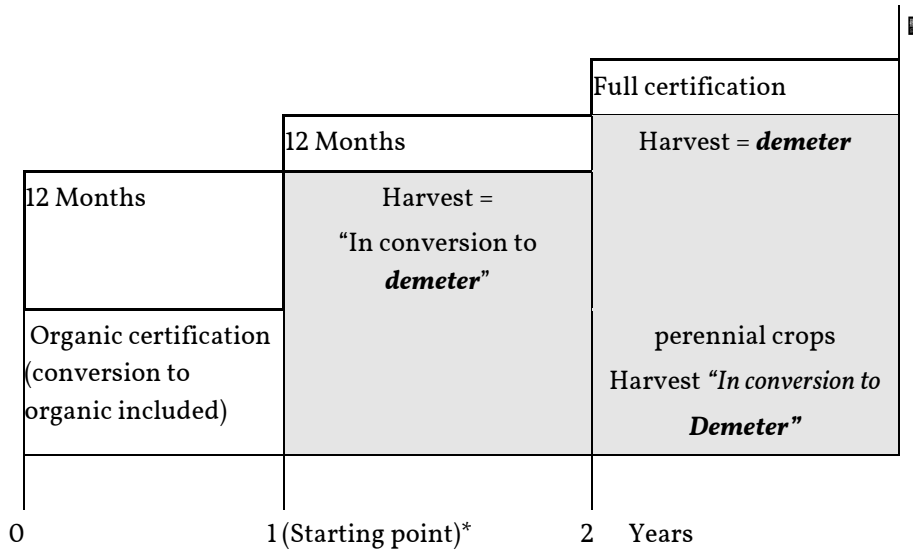 Full certification
12 Months
Harvest = demeter
12 Months
Harvest =
“In conversion to
demeter”
Organic certification
(conversion to
organic included)
perennial crops
Harvest “In conversion to
Demeter”
0 1 (Starting point)* 2 Years